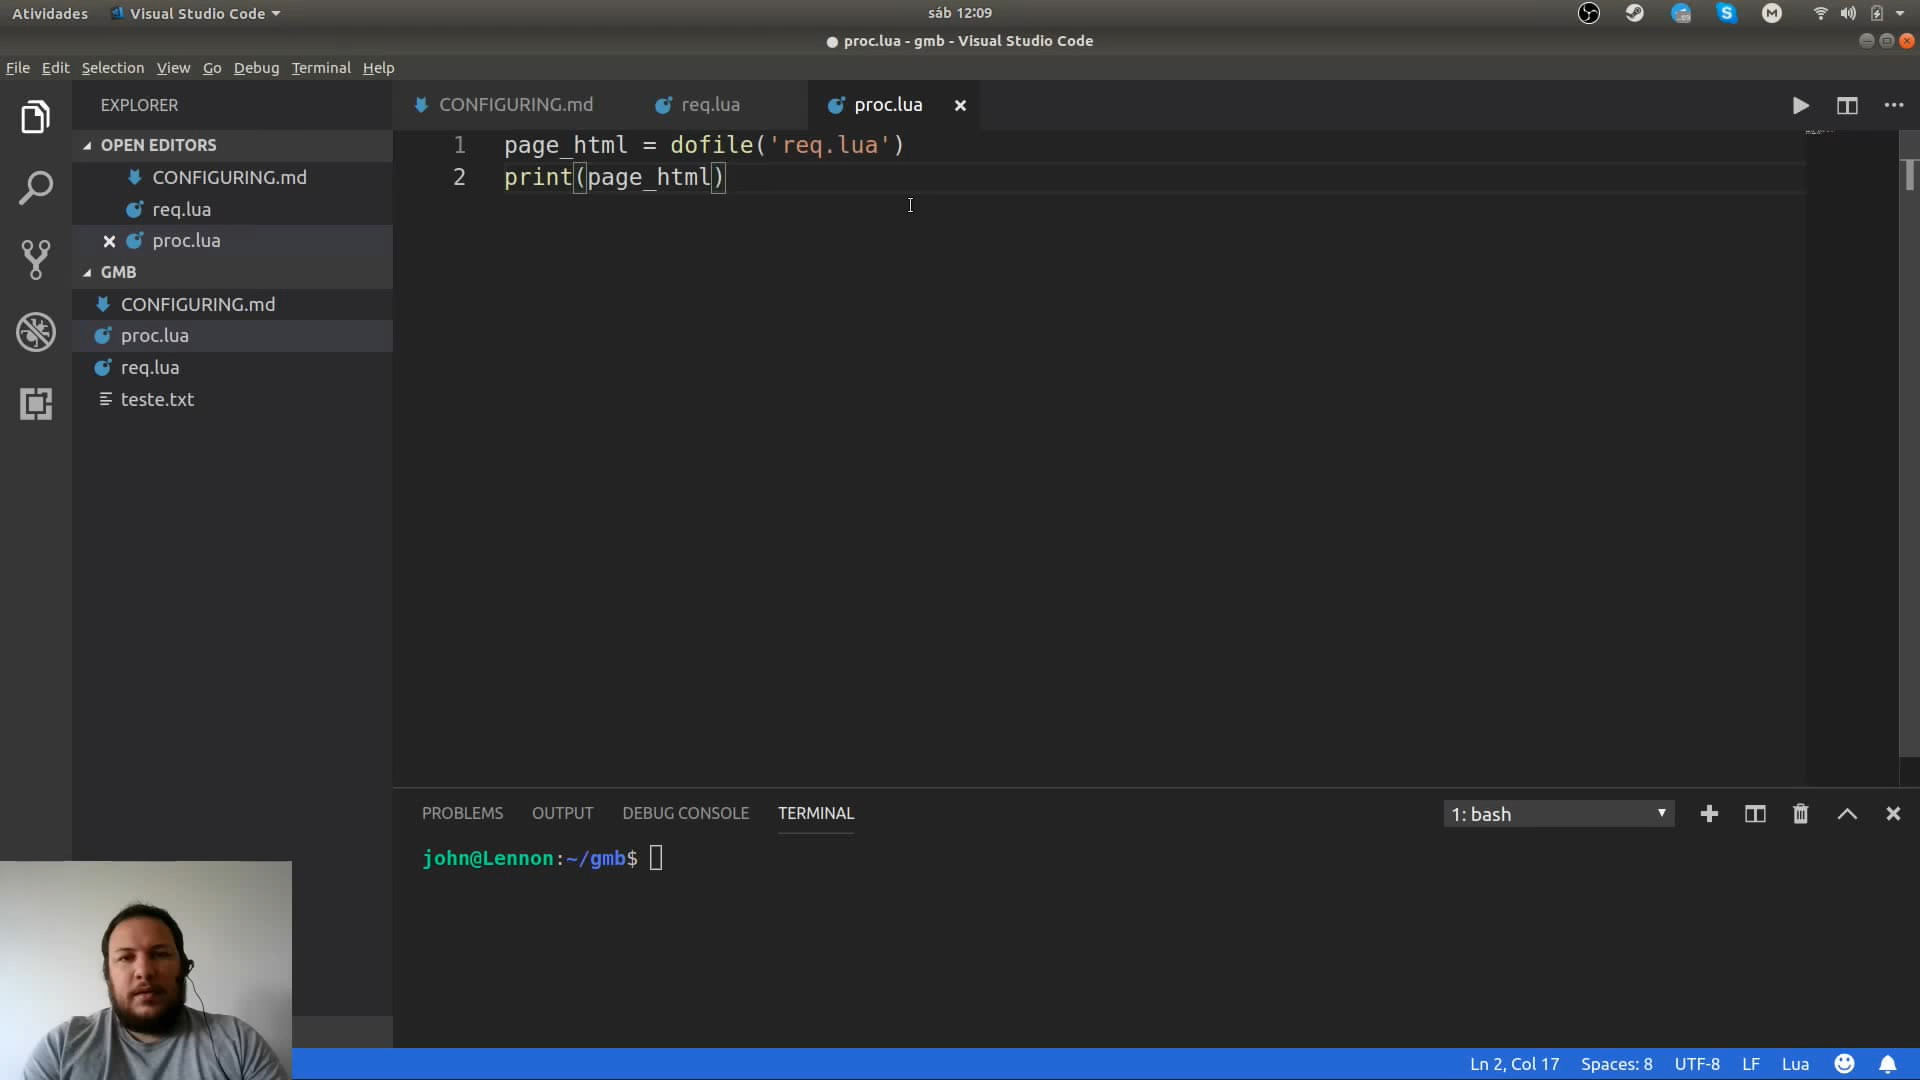 Atividades Visual Studio Code sáb 12:09
proc.lua - gmb - Visual Studio Code
File Edit Selection View Go Debug Terminal Help
EXPLORER
OPEN EDITORS
CONFIGURING.md
req.lua
proc.lua
GMB
CONFIGURING.md
proc.lua
req.lua
teste.txt
CONFIGURING.md req.lua proc.lua
1 page_html = dofile('req.lua')
2 print(page_html)
PROBLEMS OUTPUT DEBUG CONSOLE TERMINAL 1: bash
john@Lennon:~/gmb$
Ln 2, Col 17 Spaces: 8 UTF-8 LF Lua